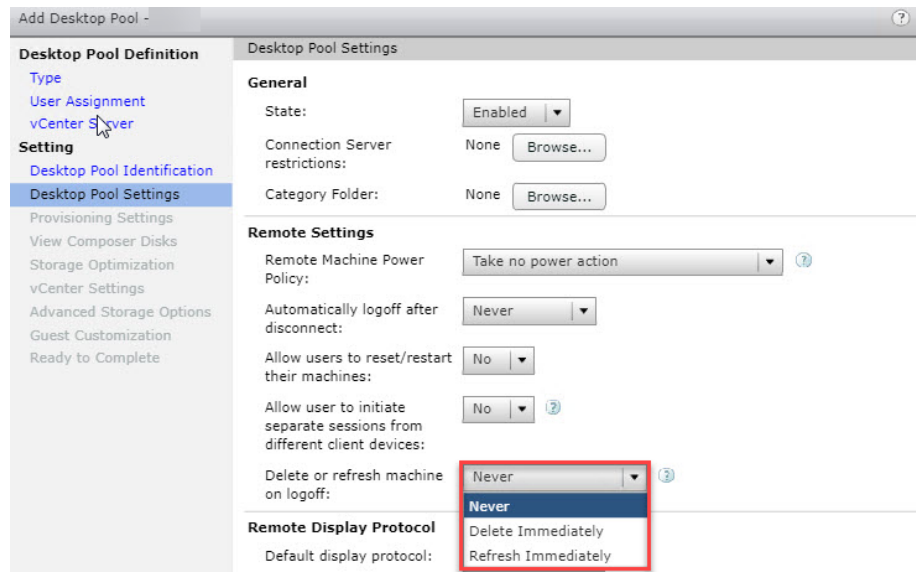 Add Desktop Pool -
?
Desktop Pool Definition
Type
User Assignment
vCenter Server
Setting
Desktop Pool Identification
Desktop Pool Settings
Provisioning Settings
View Composer Disks
Storage Optimization
vCenter Settings
Advanced Storage Options
Guest Customization
Ready to Complete
Desktop Pool Settings
General
State: Enabled
Connection Server None Browse...
restrictions:
Category Folder: None Browse...
Remote Settings
Remote Machine Power Take no power action ?
Policy:
Automatically logoff after Never
disconnect:
Allow users to reset/restart No
their machines:
Allow user to initiate No ?
separate sessions from
different client devices:
Delete or refresh machine Never ?
on logoff:
Never
Delete Immediately
Refresh Immediately
Remote Display Protocol
Default display protocol: